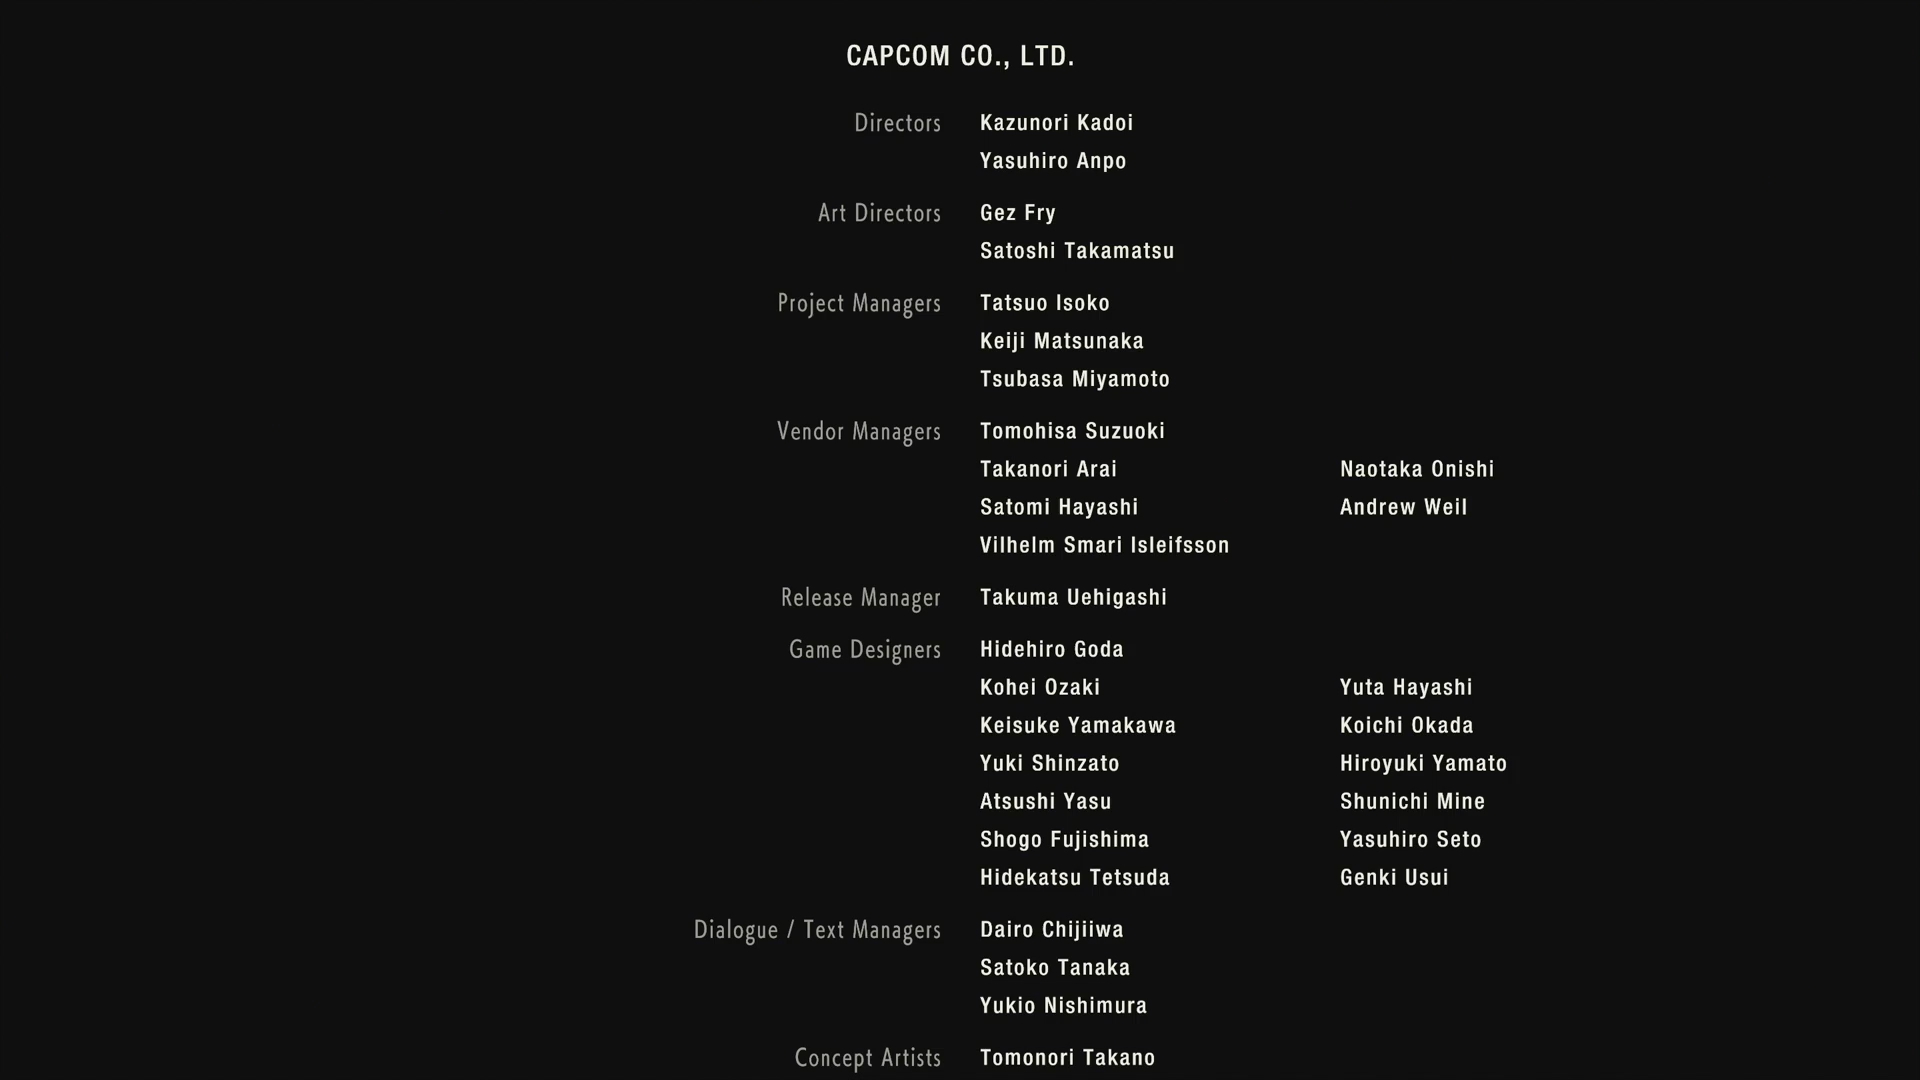 CAPCOM CO., LTD.
Directors Kazunori Kadoi
Yasuhiro Anpo
Art Directors Gez Fry
Satoshi Takamatsu
Project Managers Tatsuo Isoko
Keiji Matsunaka
Tsubasa Miyamoto
Vendor Managers Tomohisa Suzuoki
Takanori Arai Naotaka Onishi
Satomi Hayashi Andrew Weil
Vilhelm Smari Isleifsson
Release Manager Takuma Uehigashi
Game Designers Hidehiro Goda
Kohei Ozaki Yuta Hayashi
Keisuke Yamakawa Koichi Okada
Yuki Shinzato Hiroyuki Yamato
Atsushi Yasu Shunichi Mine
Shogo Fujishima Yasuhiro Seto
Hidekatsu Tetsuda Genki Usui
Dialogue / Text Managers Dairo Chijiiwa
Satoko Tanaka
Yukio Nishimura
Concept Artists Tomonori Takano